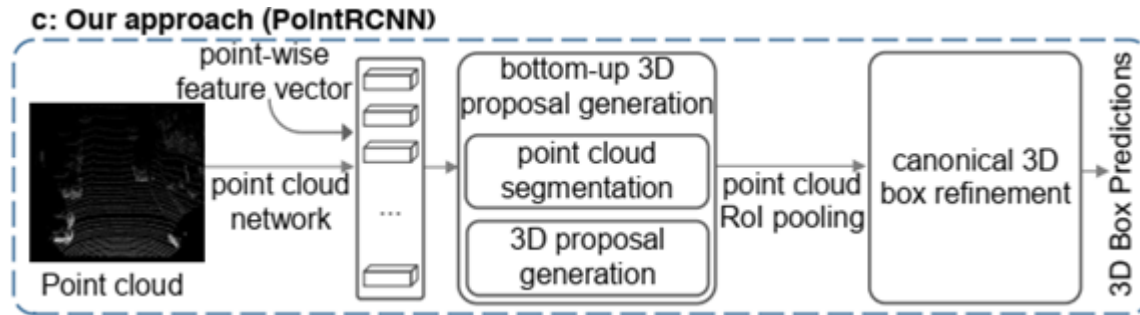 c: Our approach (PointRCNN)
point-wise
feature vector
Point cloud
point cloud
network
...
bottom-up 3D
proposal generation
point cloud
segmentation
3D proposal
generation
point cloud
RoI pooling
canonical 3D
box refinement
3D Box Predictions